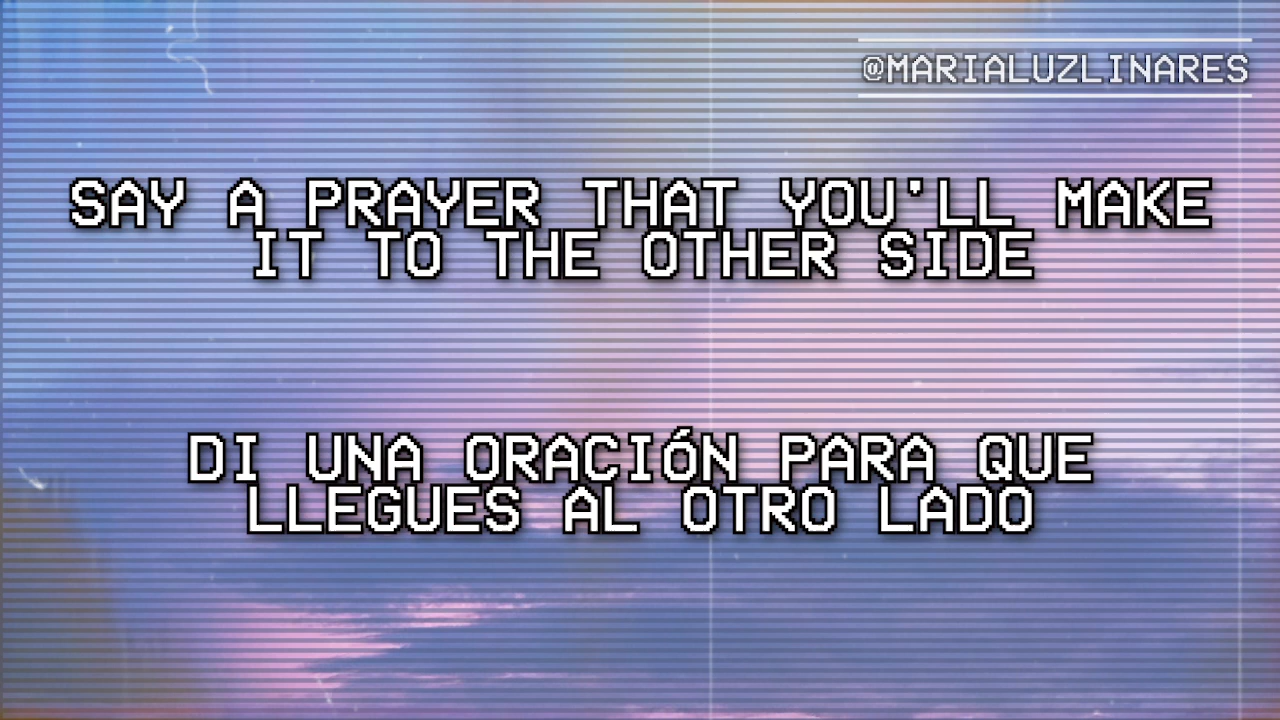 @MARIALUZLINARES
SAY A PRAYER THAT YOU'LL MAKE
IT TO THE OTHER SIDE
DI UNA ORACIóN PARA QUE
LLEGUES AL OTRO LADO